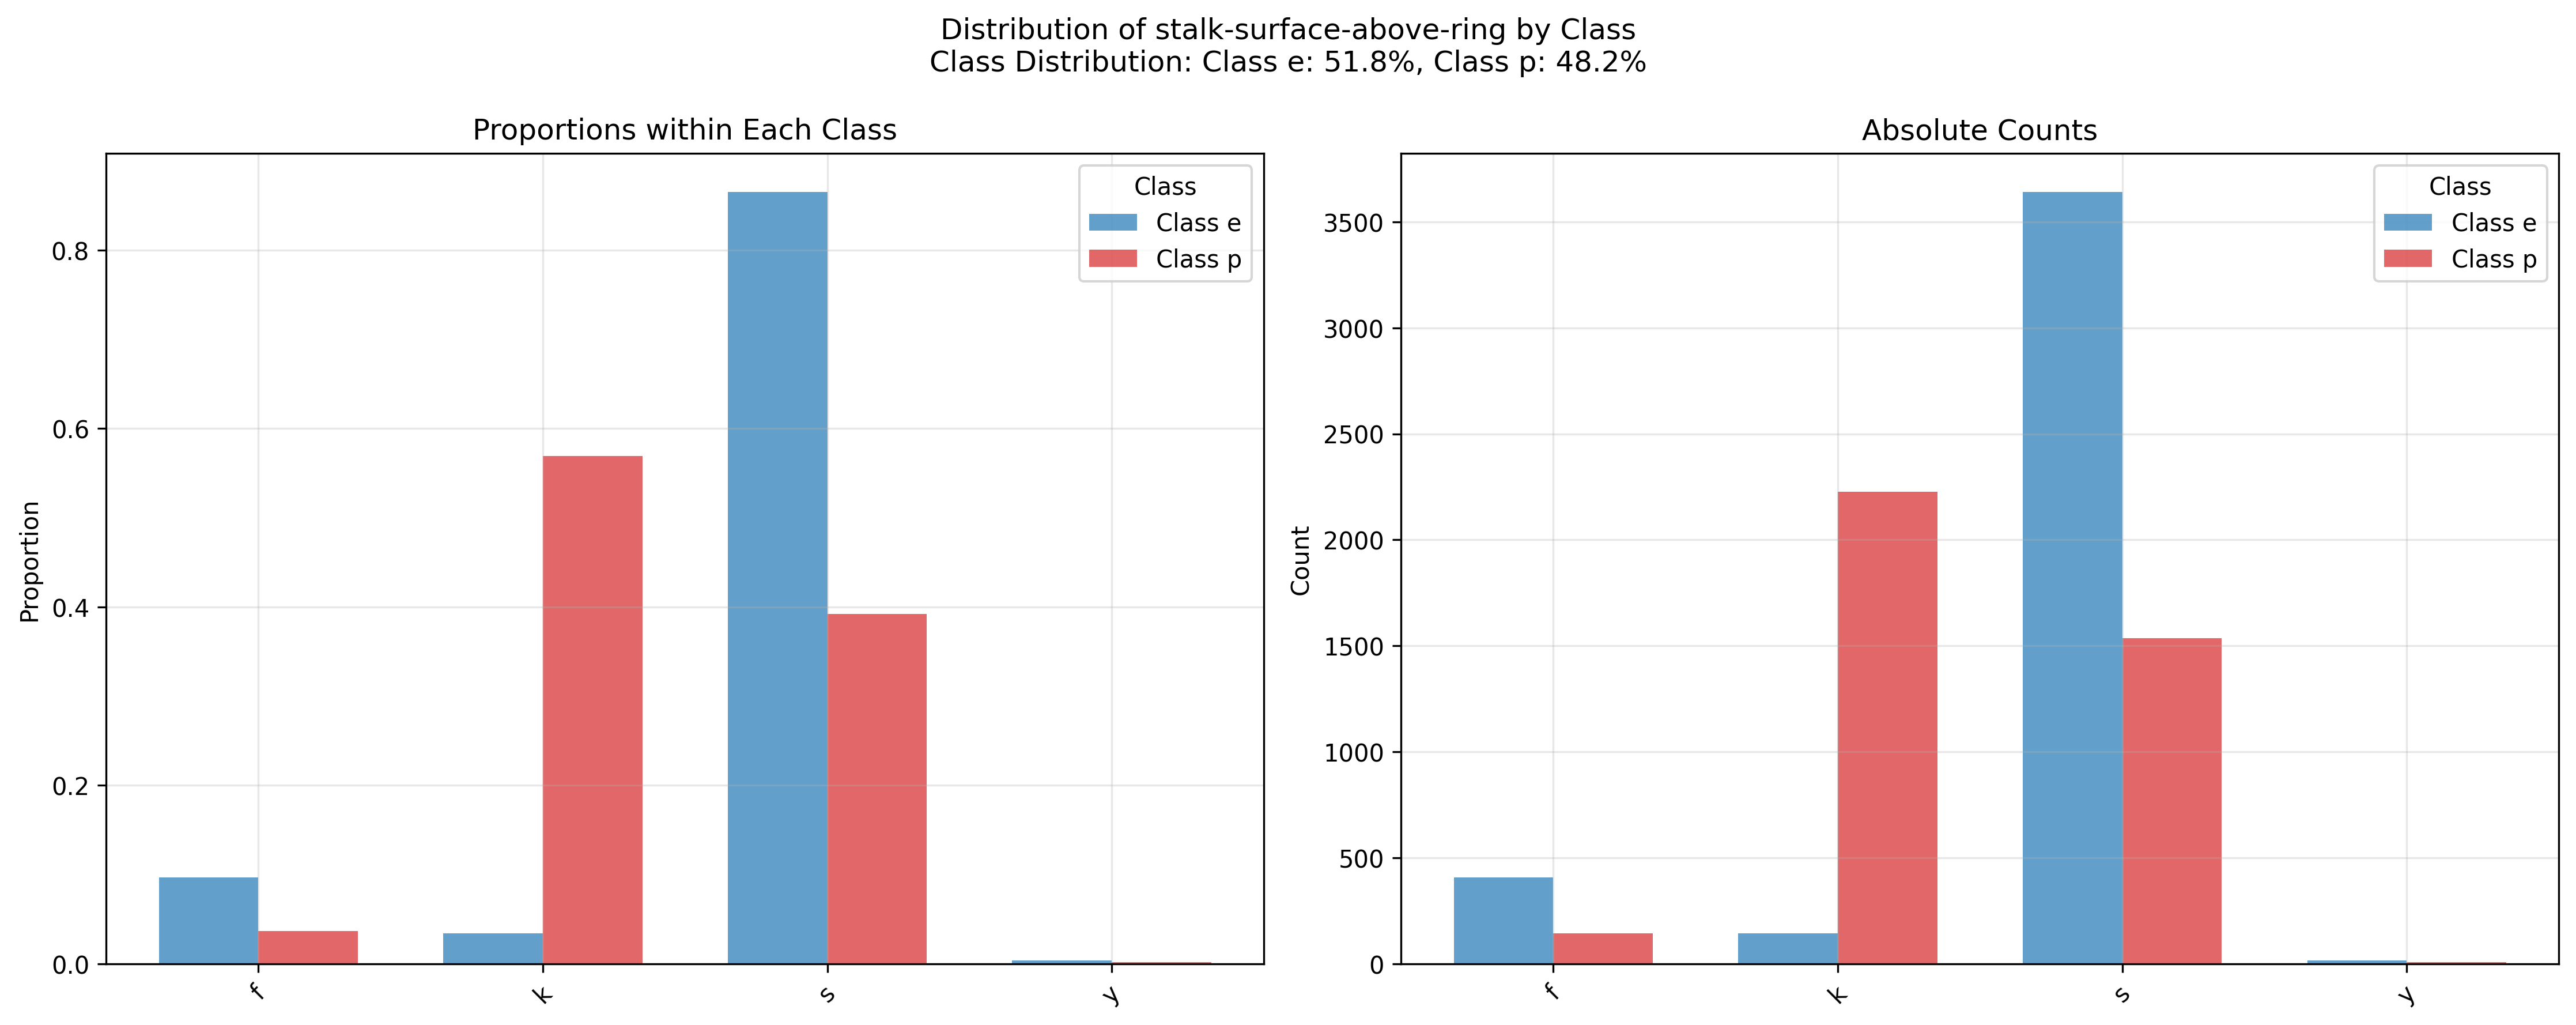 Distribution of stalk-surface-above-ring by Class
Class Distribution: Class e: 51.8%, Class p: 48.2%
Proportions within Each Class
Proportion
0.8
0.6
0.4
0.2
0.0
f
k
s
y
Class
Class e
Class p
Absolute Counts
Count
3500
3000
2500
2000
1500
1000
500
0
f
k
s
y
Class
Class e
Class p